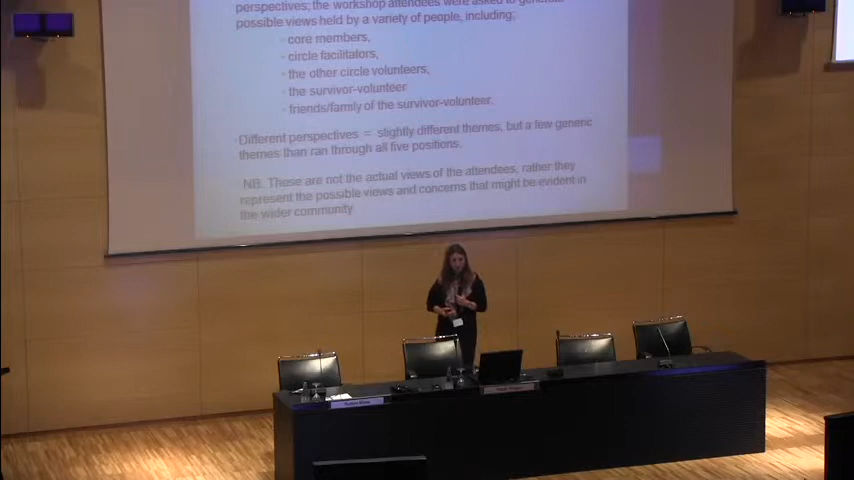 perspectives; the workshop attendees were asked to generate
possible views held by a variety of people, including;
core members,
circle facilitators,
the other circle volunteers,
the survivor-volunteer
friends/family of the survivor-volunteer.
Different perspectives = slightly different themes, but a few generic
themes than ran through all five positions.
NB. These are not the actual views of the attendees, rather they
represent the possible views and concerns that might be evident in
the wider community